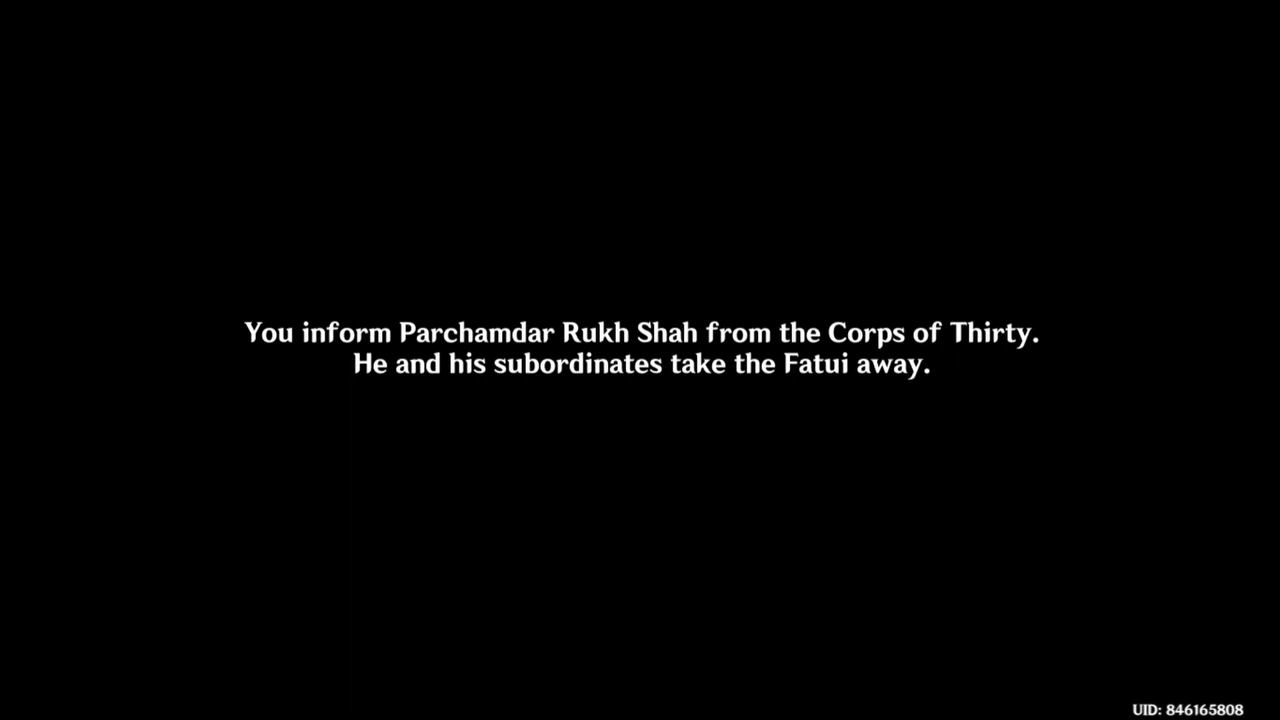 You inform Parchamdar Rukh Shah from the Corps of Thirty.
He and his subordinates take the Fatui away.
UID: 846165808